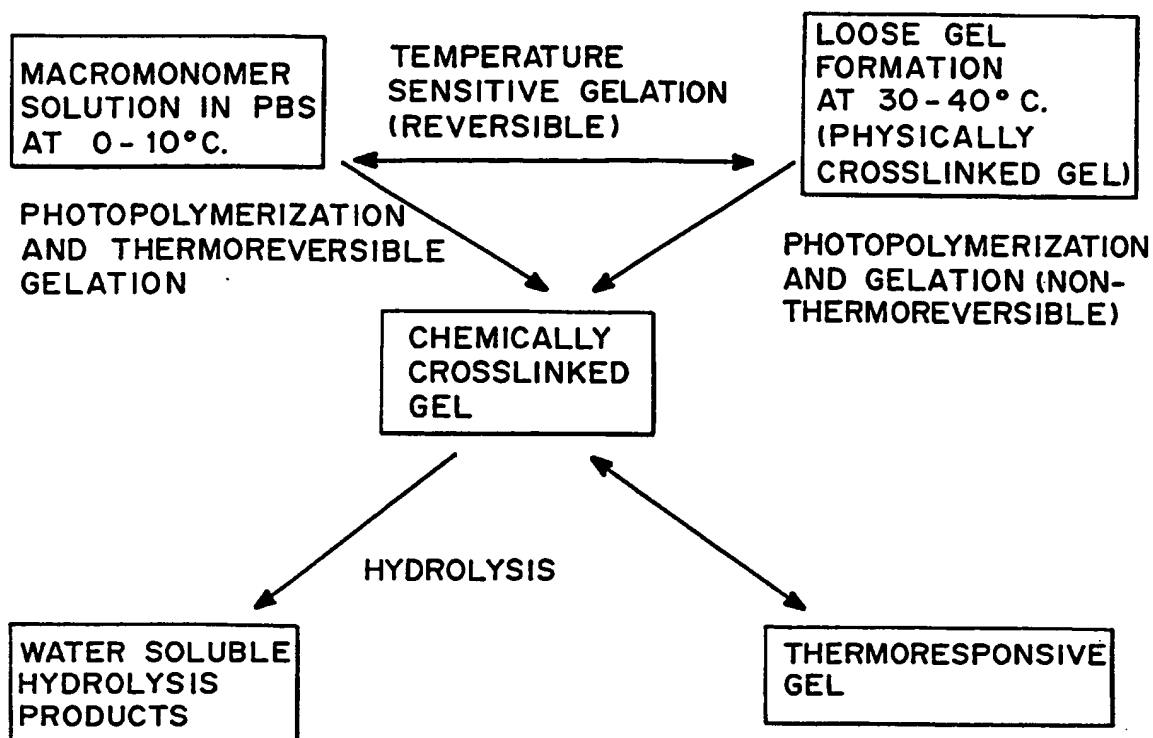 MACROMONOMER
SOLUTION IN PBS
AT 0-10°C.
TEMPERATURE
SENSITIVE GELATION
(REVERSIBLE)
LOOSE GEL
FORMATION
AT 30-40°C.
(PHYSICALLY
CROSSLINKED GEL)
PHOTOPOLYMERIZATION
AND THERMOREVERSIBLE
GELATION
PHOTOPOLYMERIZATION
AND GELATION (NON-
THERMOREVERSIBLE)
CHEMICALLY
CROSSLINKED
GEL
HYDROLYSIS
WATER SOLUBLE
HYDROLYSIS
PRODUCTS
THERMORESPONSIVE
GEL